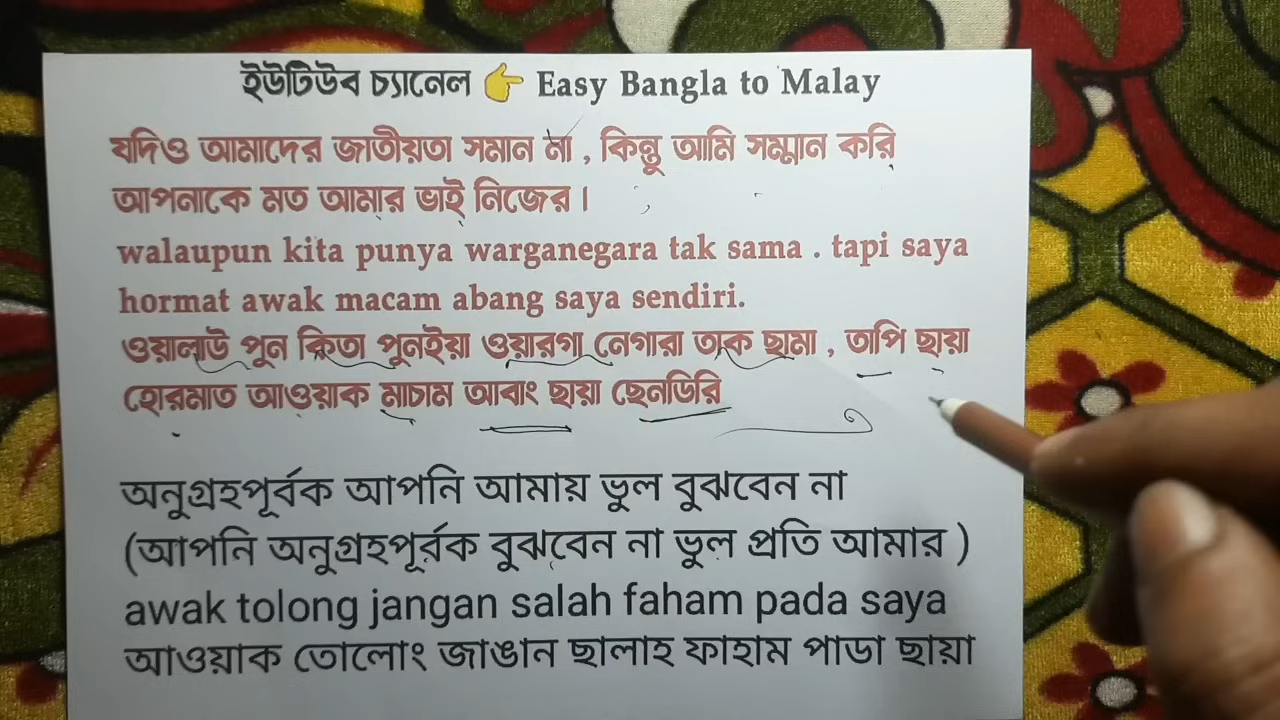 ইউটিউব চ্যানেল 👉 Easy Bangla to Malay
যদিও আমাদের জাতীয়তা সমান না , কিন্তু আমি সম্মান করি
আপনাকে মত আমার ভাই নিজের।
walaupun kita punya warganegara tak sama . tapi saya
hormat awak macam abang saya sendiri.
ওয়ালাউ পুন কিতা পুনইয়া ওয়ারগা নেগারা তাক ছামা , তাপি ছায়া
হোরমাত আওয়াক মাচাম আবাং ছায়া ছেনডিরি
অনুগ্রহপূর্বক আপনি আমায় ভুল বুঝবেন না
(আপনি অনুগ্রহপূর্বক বুঝবেন না ভুল প্রতি আমার )
awak tolong jangan salah faham pada saya
আওয়াক তোলোং জাঙান ছালাহ ফাহাম পাডা ছায়া